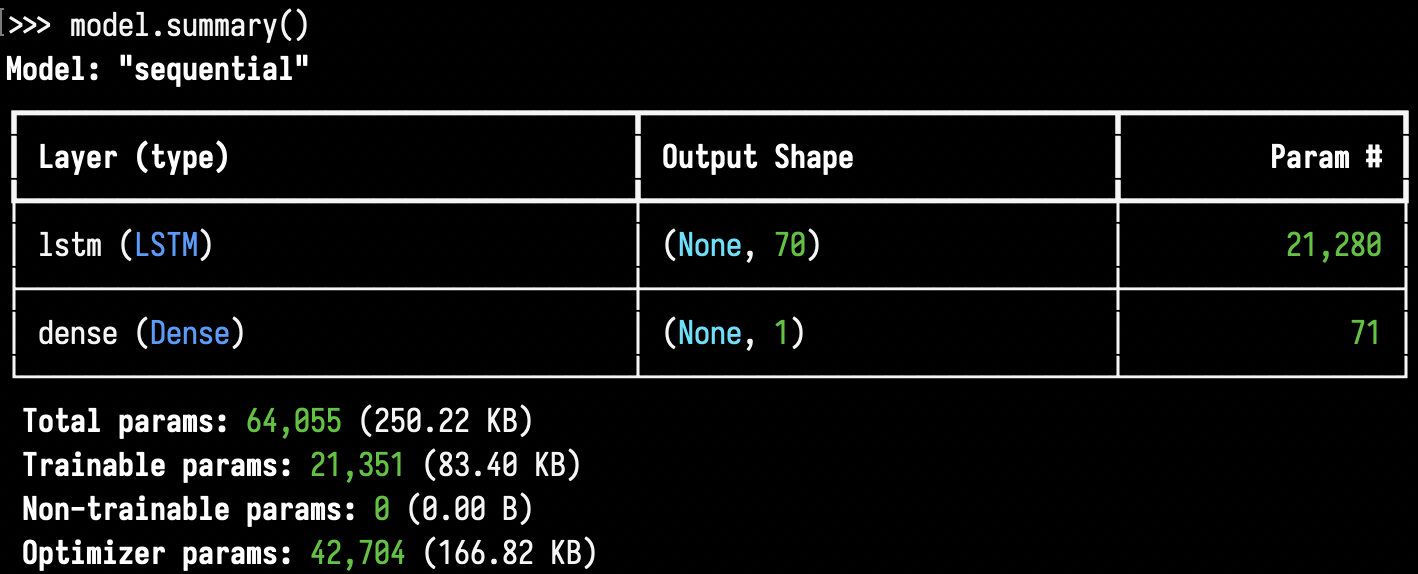 >>> model.summary()
Model: "sequential"
Layer (type) Output Shape Param #
lstm (LSTM) (None, 70) 21,280
dense (Dense) (None, 1) 71
Total params: 64,055 (250.22 KB)
Trainable params: 21,351 (83.40 KB)
Non-trainable params: 0 (0.00 B)
Optimizer params: 42,704 (166.82 KB)